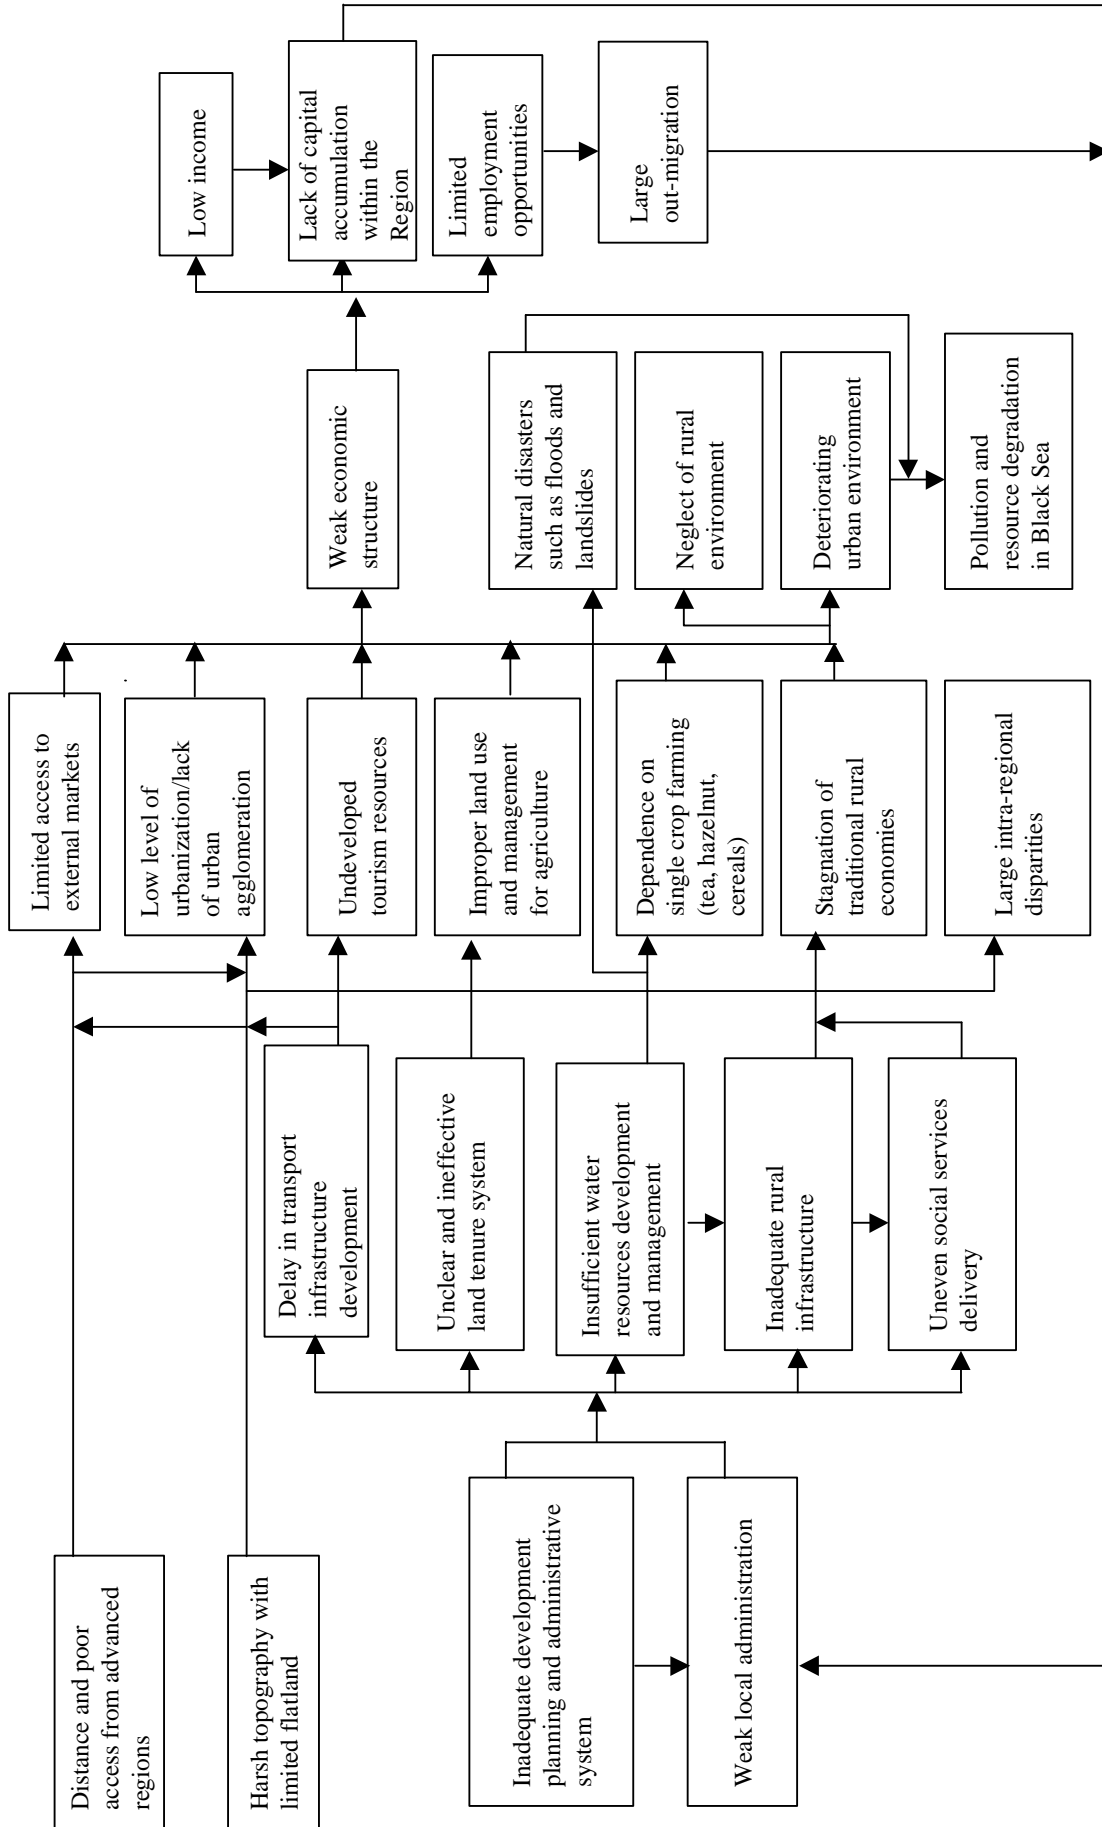 Distance and poor
access from advanced
regions
Harsh topography with
limited flatland
Inadequate development
planning and administrative
system
Weak local administration
Delay in transport
infrastructure
development
Unclear and ineffective
land tenure system
Insufficient water
resources development
and management
Inadequate rural
infrastructure
Uneven social services
delivery
Limited access to
external markets
Low level of
urbanization/lack
of urban
agglomeration
Undeveloped
tourism resources
Improper land use
and management
for agriculture
Dependence on
single crop farming
(tea, hazelnut,
cereals)
Stagnation of
traditional rural
economies
Large intra-regional
disparities
Weak economic
structure
Natural disasters
such as floods and
landslides
Neglect of rural
environment
Deteriorating
urban environment
Pollution and
resource degradation
in Black Sea
Low income
Lack of capital
accumulation
within the
Region
Limited
employment
opportunities
Large
out-migration